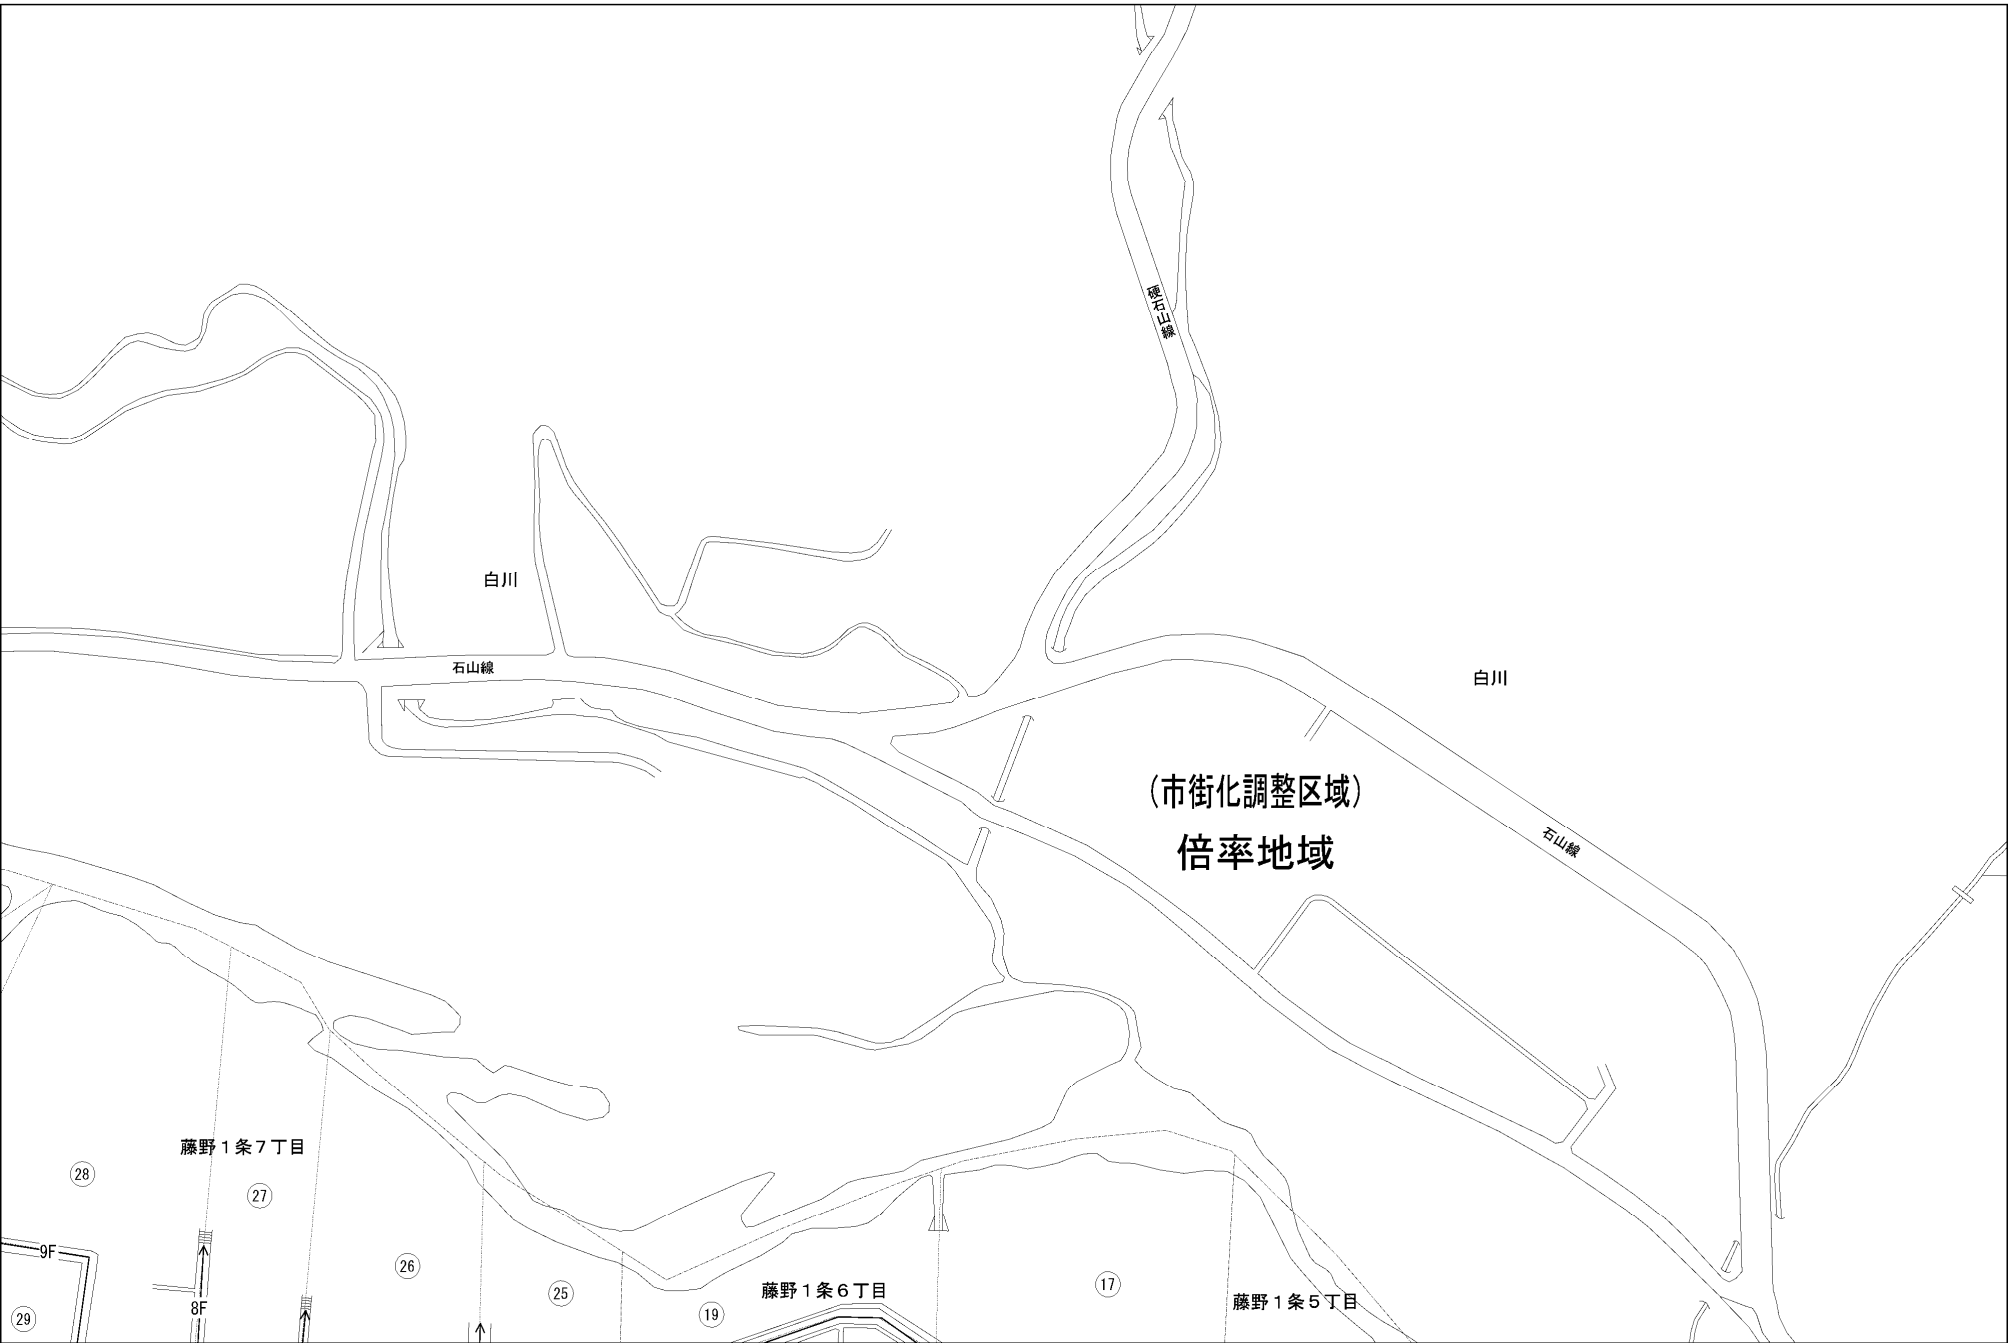 硬石山線
白川
石山線
白川
（市街化調整区域）
倍率地域
石山線
藤野１条７丁目
28
27
9F
26
25
8F
29
19
藤野１条６丁目
17
藤野１条５丁目